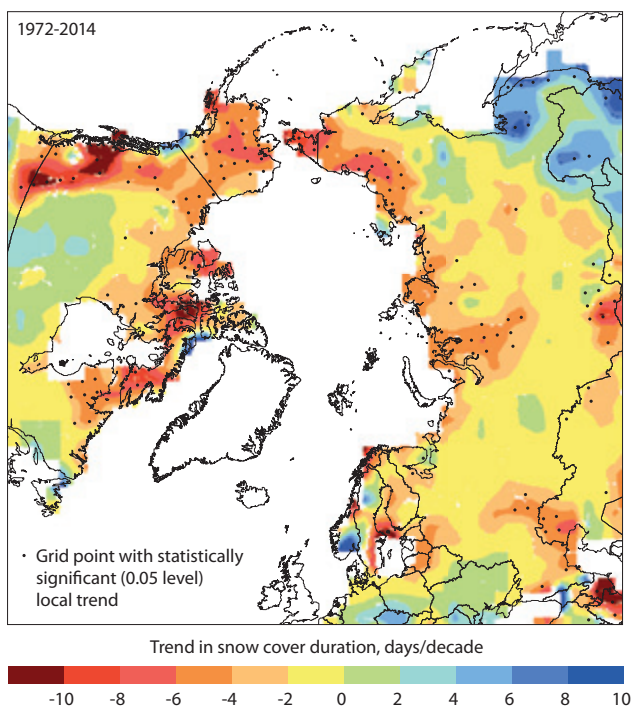 1972-2014
· Grid point with statistically
significant (0.05 level)
local trend
Trend in snow cover duration, days/decade
-10 -8 -6 -4 -2 0 2 4 6 8 10